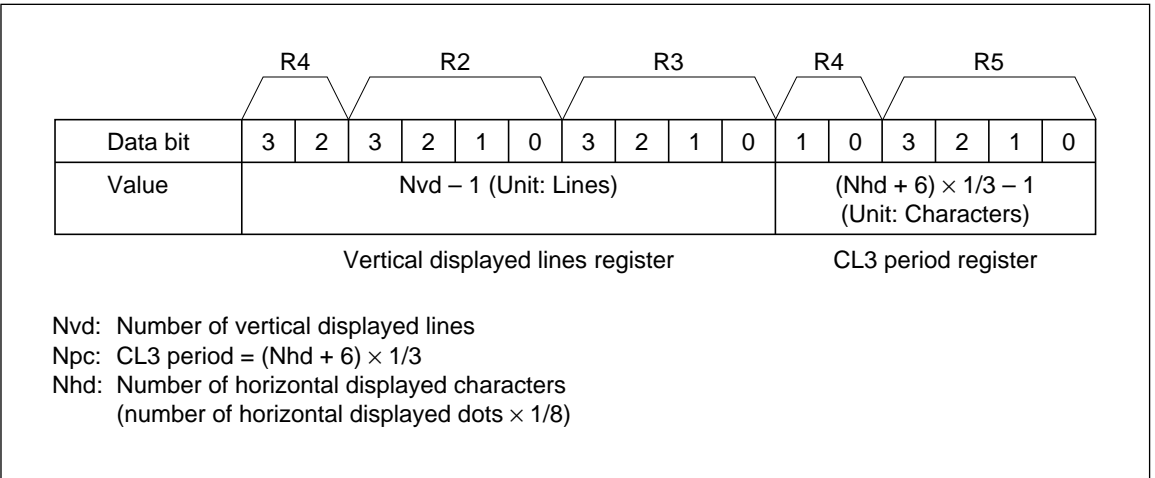 R4 R2 R3 R4 R5
Data bit 3 2 3 2 1 0 3 2 1 0 1 0 3 2 1 0
Value Nvd – 1 (Unit: Lines) (Nhd + 6) × 1/3 – 1
(Unit: Characters)
Vertical displayed lines register CL3 period register
Nvd: Number of vertical displayed lines
Npc: CL3 period = (Nhd + 6) × 1/3
Nhd: Number of horizontal displayed characters
(number of horizontal displayed dots × 1/8)